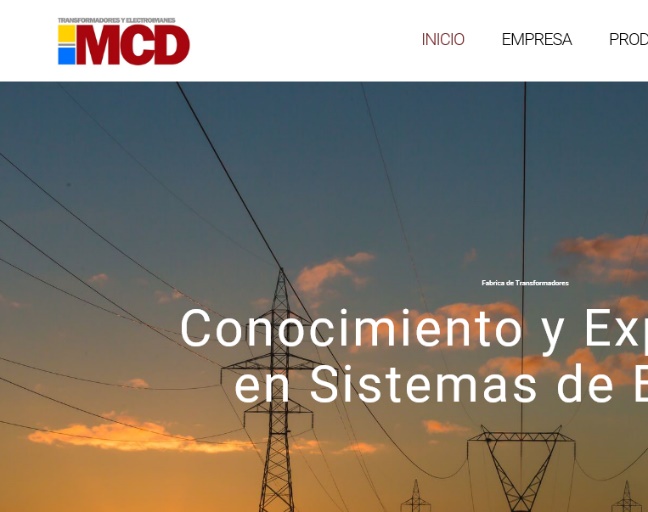 TRANSFORMADORES Y ELECTROIMANES
MCD
INICIO EMPRESA PROD
Fabrica de Transformadores
Conocimiento y Exp
en Sistemas de E